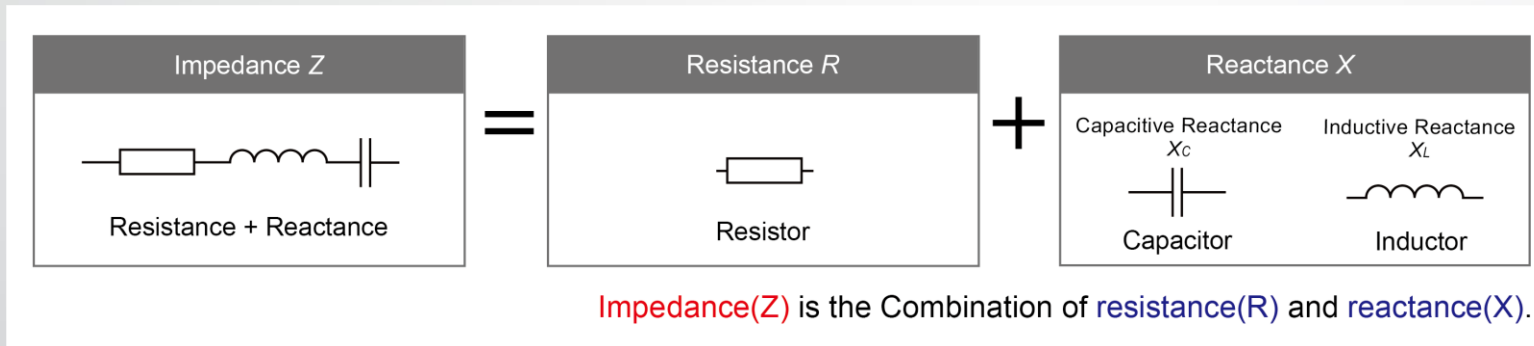 Impedance Z
Resistance + Reactance
=
Resistance R
Resistor
+
Reactance X
Capacitive Reactance
Xc
Capacitor
Inductive Reactance
XL
Inductor
Impedance(Z) is the Combination of resistance(R) and reactance(X).